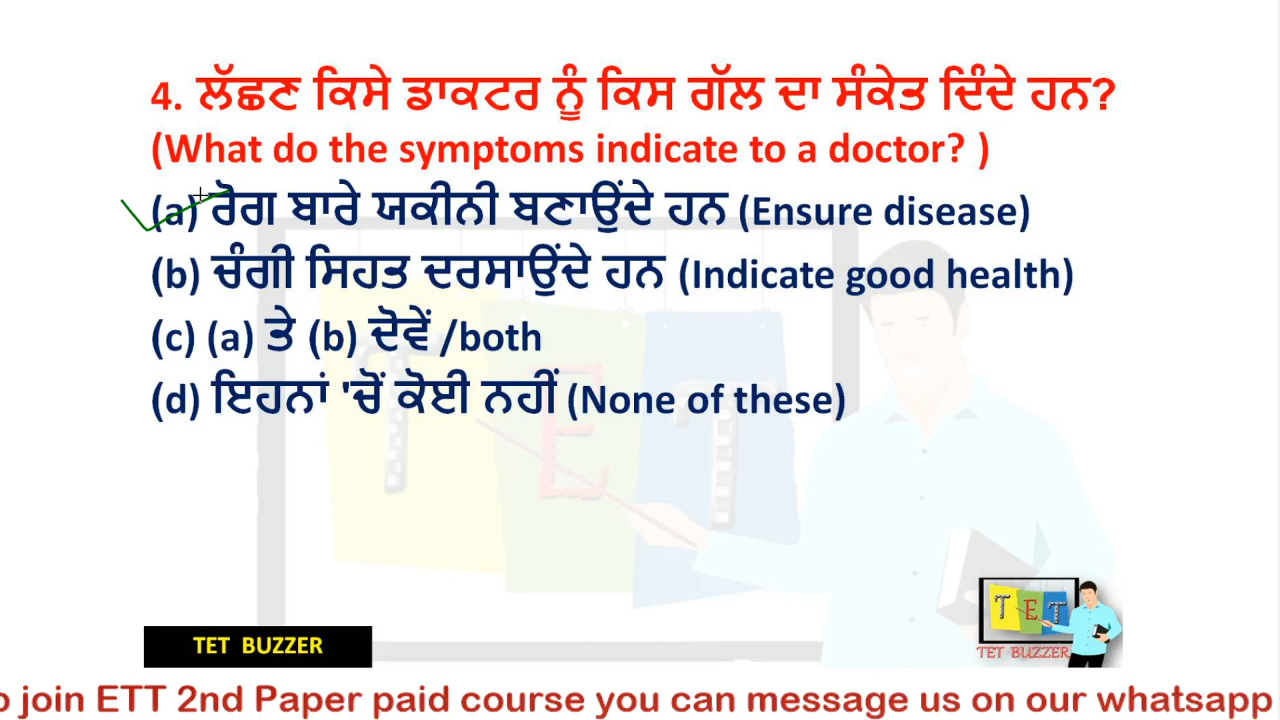 4. ਲੱਛਣ ਕਿਸੇ ਡਾਕਟਰ ਨੂੰ ਕਿਸ ਗੱਲ ਦਾ ਸੰਕੇਤ ਦਿੰਦੇ ਹਨ?
(What do the symptoms indicate to a doctor? )
(a) ਰੋਗ ਬਾਰੇ ਯਕੀਨੀ ਬਣਾਉਂਦੇ ਹਨ (Ensure disease)
(b) ਚੰਗੀ ਸਿਹਤ ਦਰਸਾਉਂਦੇ ਹਨ (Indicate good health)
(c) (a) ਤੇ (b) ਦੋਵੇਂ /both
(d) ਇਹਨਾਂ 'ਚੋਂ ਕੋਈ ਨਹੀਂ (None of these)
TET
TET
TET BUZZER
TET BUZZER
o join ETT 2nd Paper paid course you can message us on our whatsapp